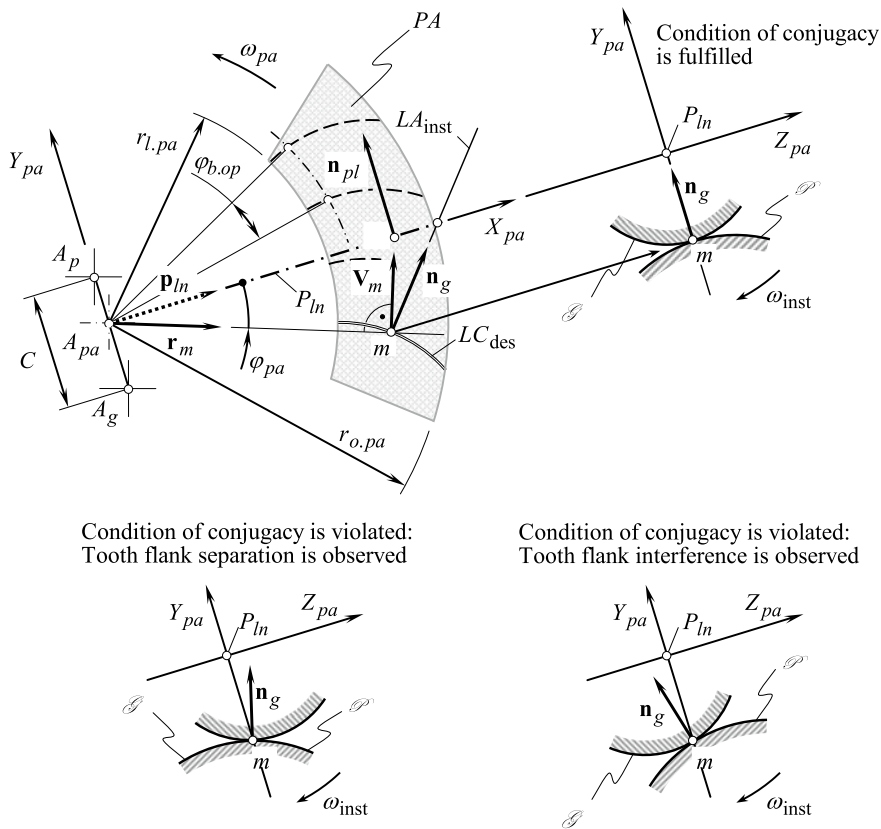 PA
ω_pa
Y_pa
Condition of conjugacy
is fulfilled
r_l.pa
LA_inst
P_ln
Z_pa
Y_pa
φ_b.op
n_pl
n_g
𝒫
X_pa
A_p
p_ln
P_ln
V_m
n_g
m
𝒢
ω_inst
A_pa
r_m
m
LC_des
C
φ_pa
A_g
r_o.pa
Condition of conjugacy is violated:
Tooth flank separation is observed
Condition of conjugacy is violated:
Tooth flank interference is observed
Y_pa
P_ln
Z_pa
n_g
𝒢
𝒫
m
ω_inst
Y_pa
P_ln
Z_pa
n_g
𝒫
m
𝒢
ω_inst